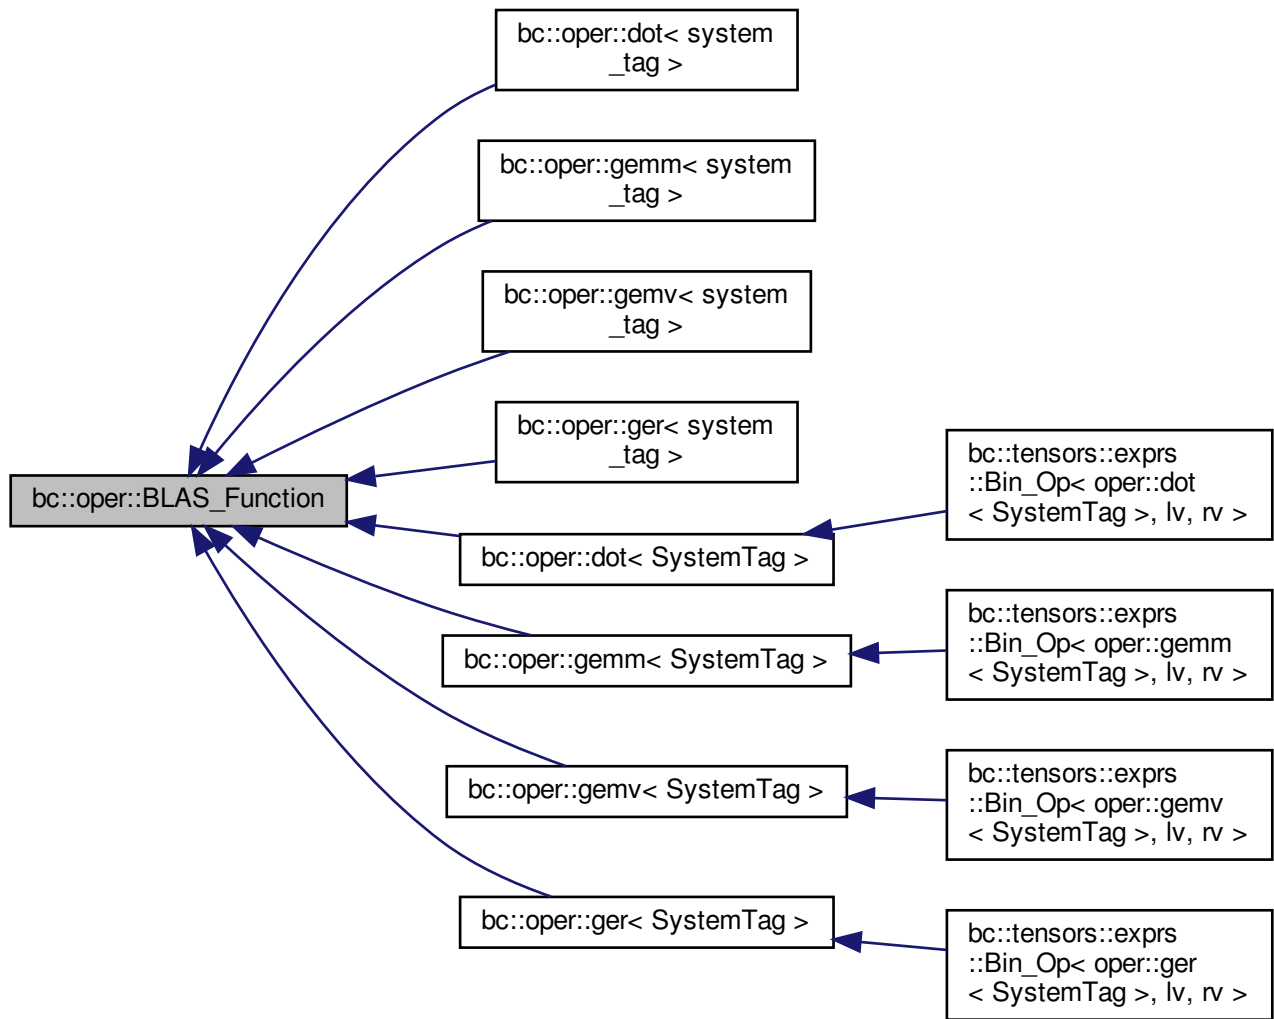 bc::oper::dot< system
_tag >
bc::oper::gemm< system
_tag >
bc::oper::gemv< system
_tag >
bc::oper::ger< system
_tag >
bc::oper::BLAS_Function
bc::oper::dot< SystemTag >
bc::oper::gemm< SystemTag >
bc::oper::gemv< SystemTag >
bc::oper::ger< SystemTag >
bc::tensors::exprs
::Bin_Op< oper::dot
< SystemTag >, lv, rv >
bc::tensors::exprs
::Bin_Op< oper::gemm
< SystemTag >, lv, rv >
bc::tensors::exprs
::Bin_Op< oper::gemv
< SystemTag >, lv, rv >
bc::tensors::exprs
::Bin_Op< oper::ger
< SystemTag >, lv, rv >